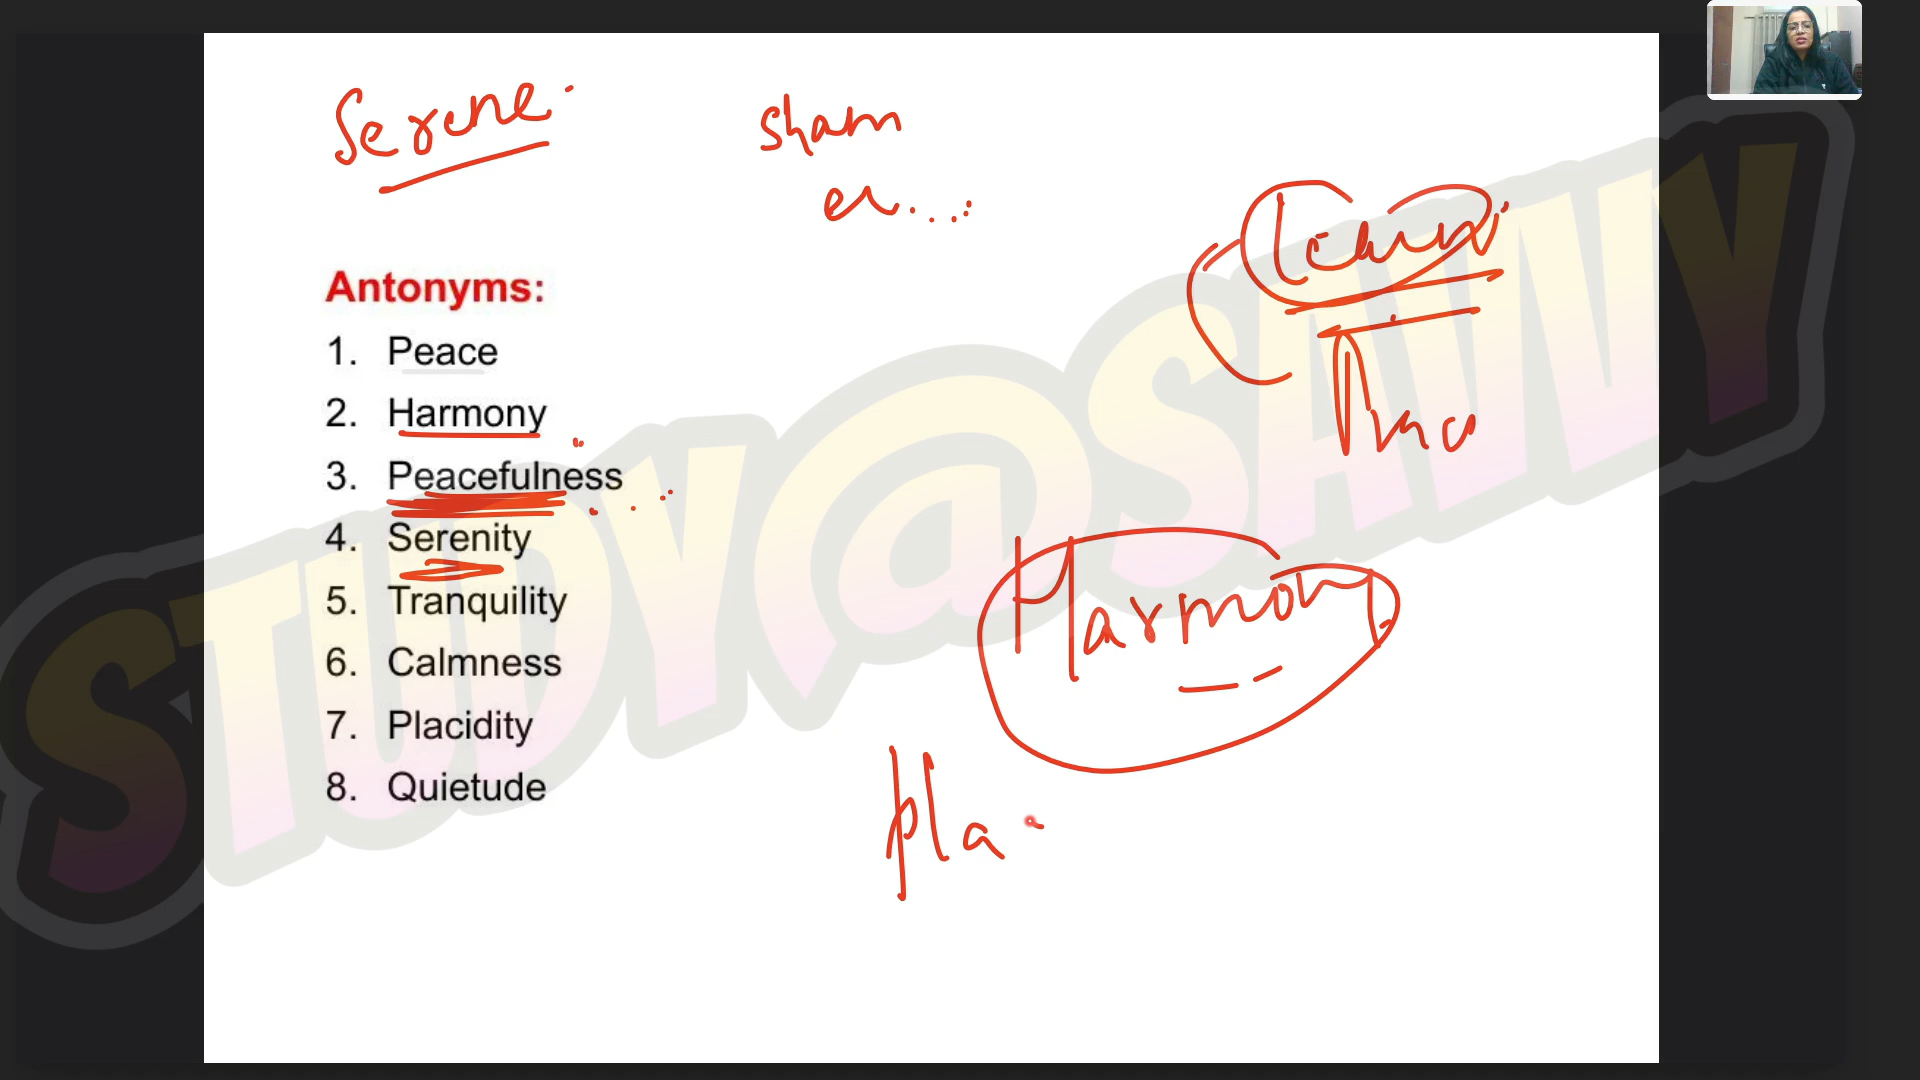 Serene.
sham
Antonyms:
1. Peace
2. Harmony
3. Peacefulness
4. Serenity
5. Tranquility
6. Calmness
7. Placidity
8. Quietude
Harmony
pla
STUDY@SAVVY